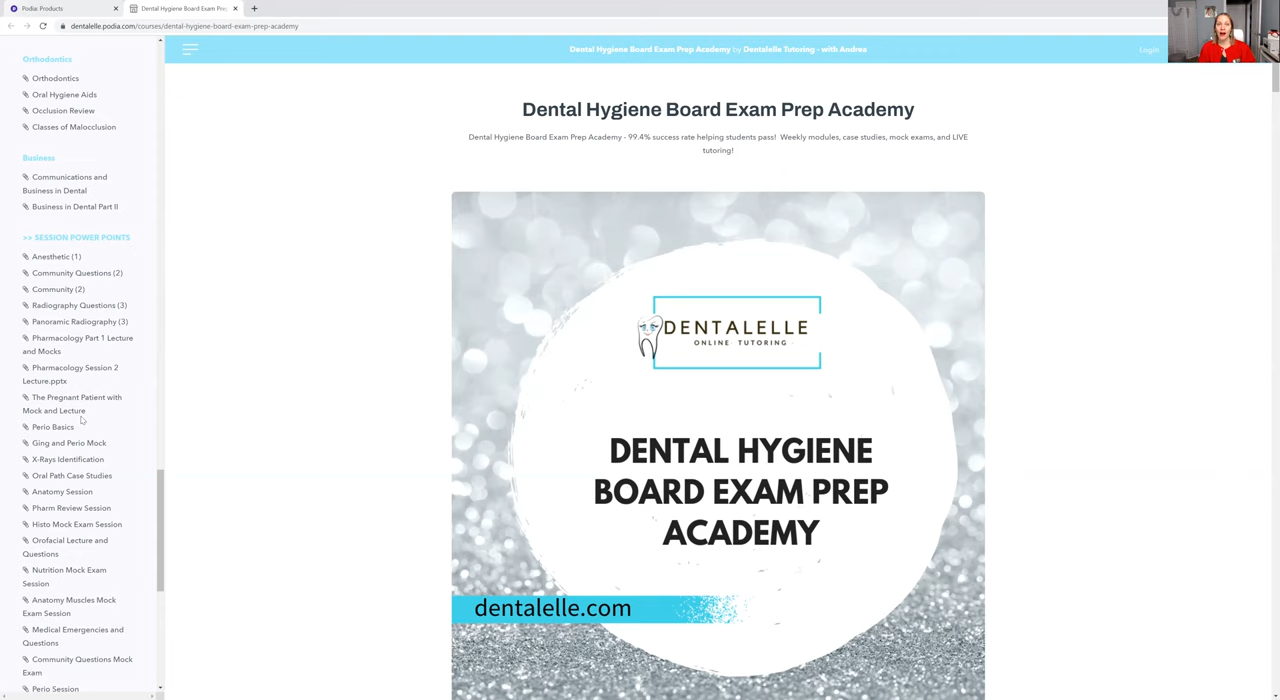 Podia: Products
Dental Hygiene Board Exam Pre
dentalelle.podia.com/courses/dental-hygiene-board-exam-prep-academy
Dental Hygiene Board Exam Prep Academy by Dentalelle Tutoring - with Andrea
Login
Orthodontics
Orthodontics
Oral Hygiene Aids
Occlusion Review
Classes of Malocclusion
Business
Communications and
Business in Dental
Business in Dental Part II
>> SESSION POWER POINTS
Anesthetic (1)
Community Questions (2)
Community (2)
Radiography Questions (3)
Panoramic Radiography (3)
Pharmacology Part 1 Lecture
and Mocks
Pharmacology Session 2
Lecture.pptx
The Pregnant Patient with
Mock and Lecture
Perio Basics
Ging and Perio Mock
X-Rays Identification
Oral Path Case Studies
Anatomy Session
Pharm Review Session
Histo Mock Exam Session
Orofacial Lecture and
Questions
Nutrition Mock Exam
Session
Anatomy Muscles Mock
Exam Session
Medical Emergencies and
Questions
Community Questions Mock
Exam
Perio Session
Dental Hygiene Board Exam Prep Academy
Dental Hygiene Board Exam Prep Academy - 99.4% success rate helping students pass! Weekly modules, case studies, mock exams, and LIVE
tutoring!
DENTALELLE
ONLINE TUTORING
DENTAL HYGIENE
BOARD EXAM PREP
ACADEMY
dentalelle.com